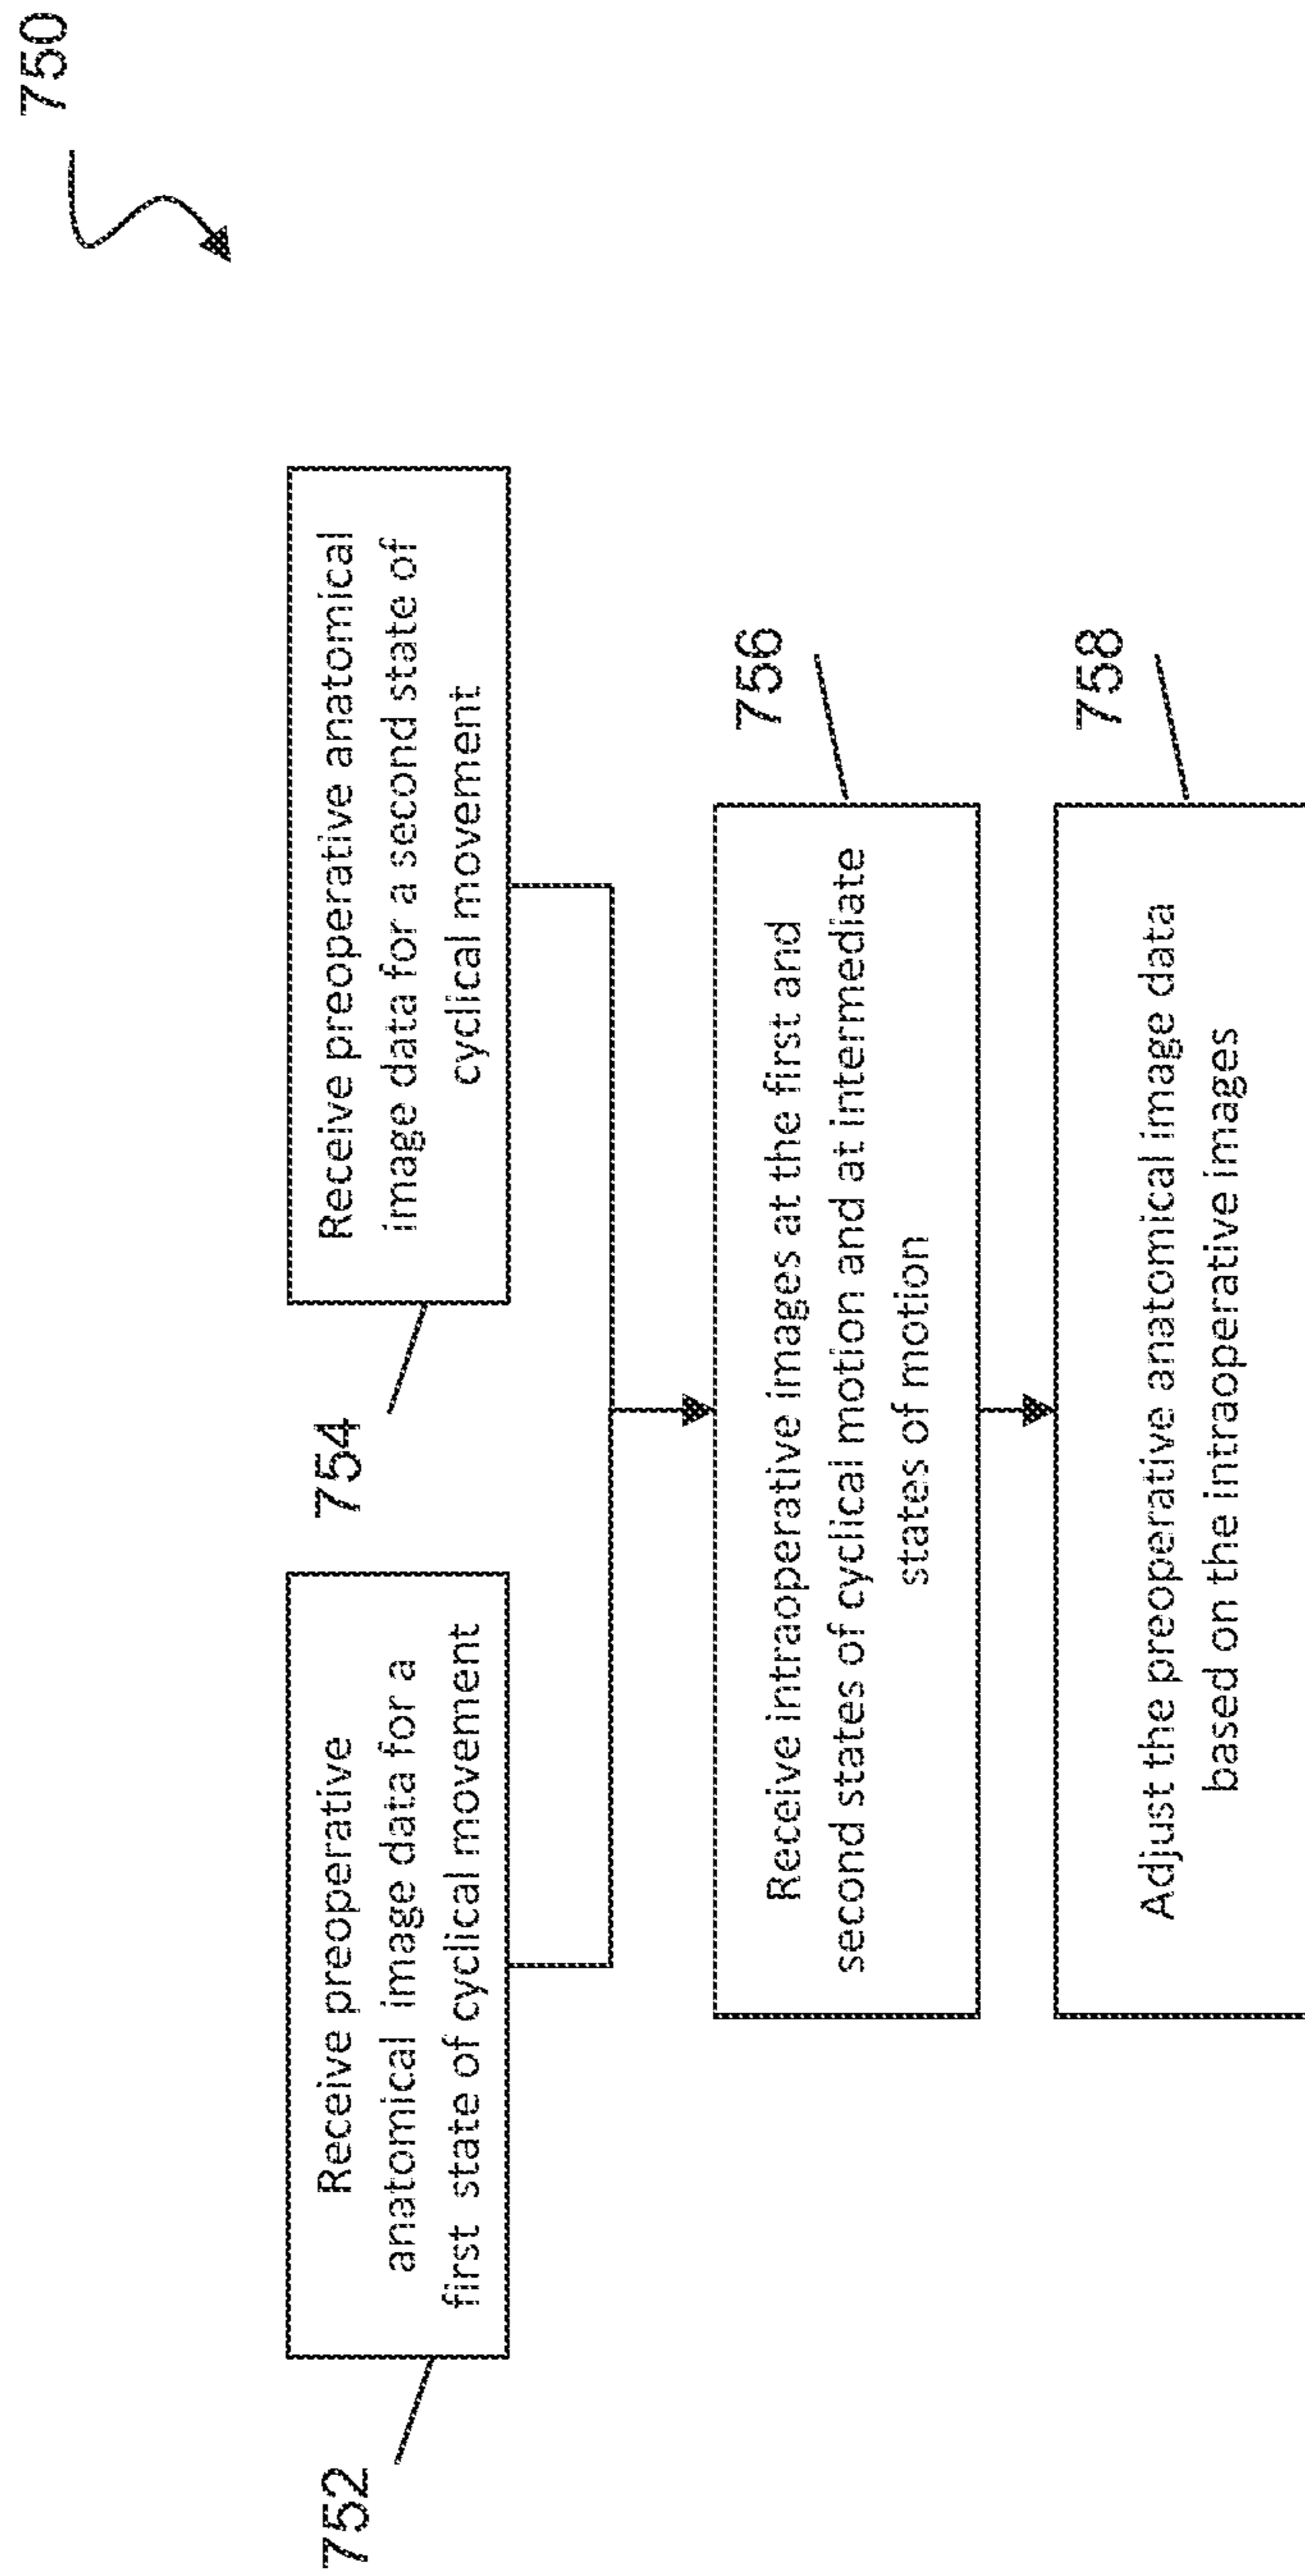 750
752
Receive preoperative
anatomical image data for a
first state of cyclical movement
754
Receive preoperative anatomical
image data for a second state of
cyclical movement
756
Receive intraoperative images at the first and
second states of cyclical motion and at intermediate
states of motion
758
Adjust the preoperative anatomical image data
based on the intraoperative images